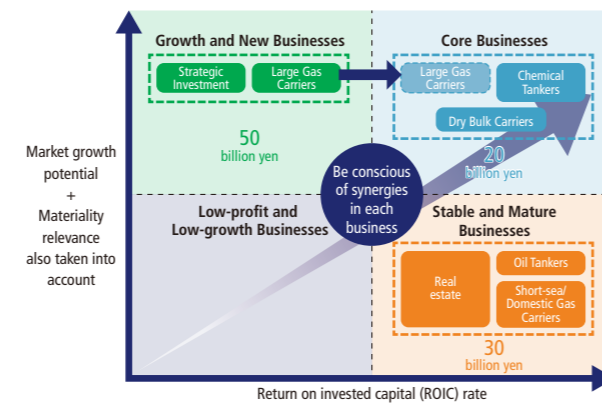 Growth and New Businesses
Strategic
Investment
Large Gas
Carriers
50
billion yen
Core Businesses
Large Gas
Carriers
Chemical
Tankers
Dry Bulk Carriers
20
billion yen
Market growth
potential
+
Materiality
relevance
also taken into
account
Be conscious
of synergies
in each
business
Low-profit and
Low-growth Businesses
Stable and Mature
Businesses
Real
estate
Oil Tankers
Short-sea/
Domestic Gas
Carriers
30
billion yen
Return on invested capital (ROIC) rate